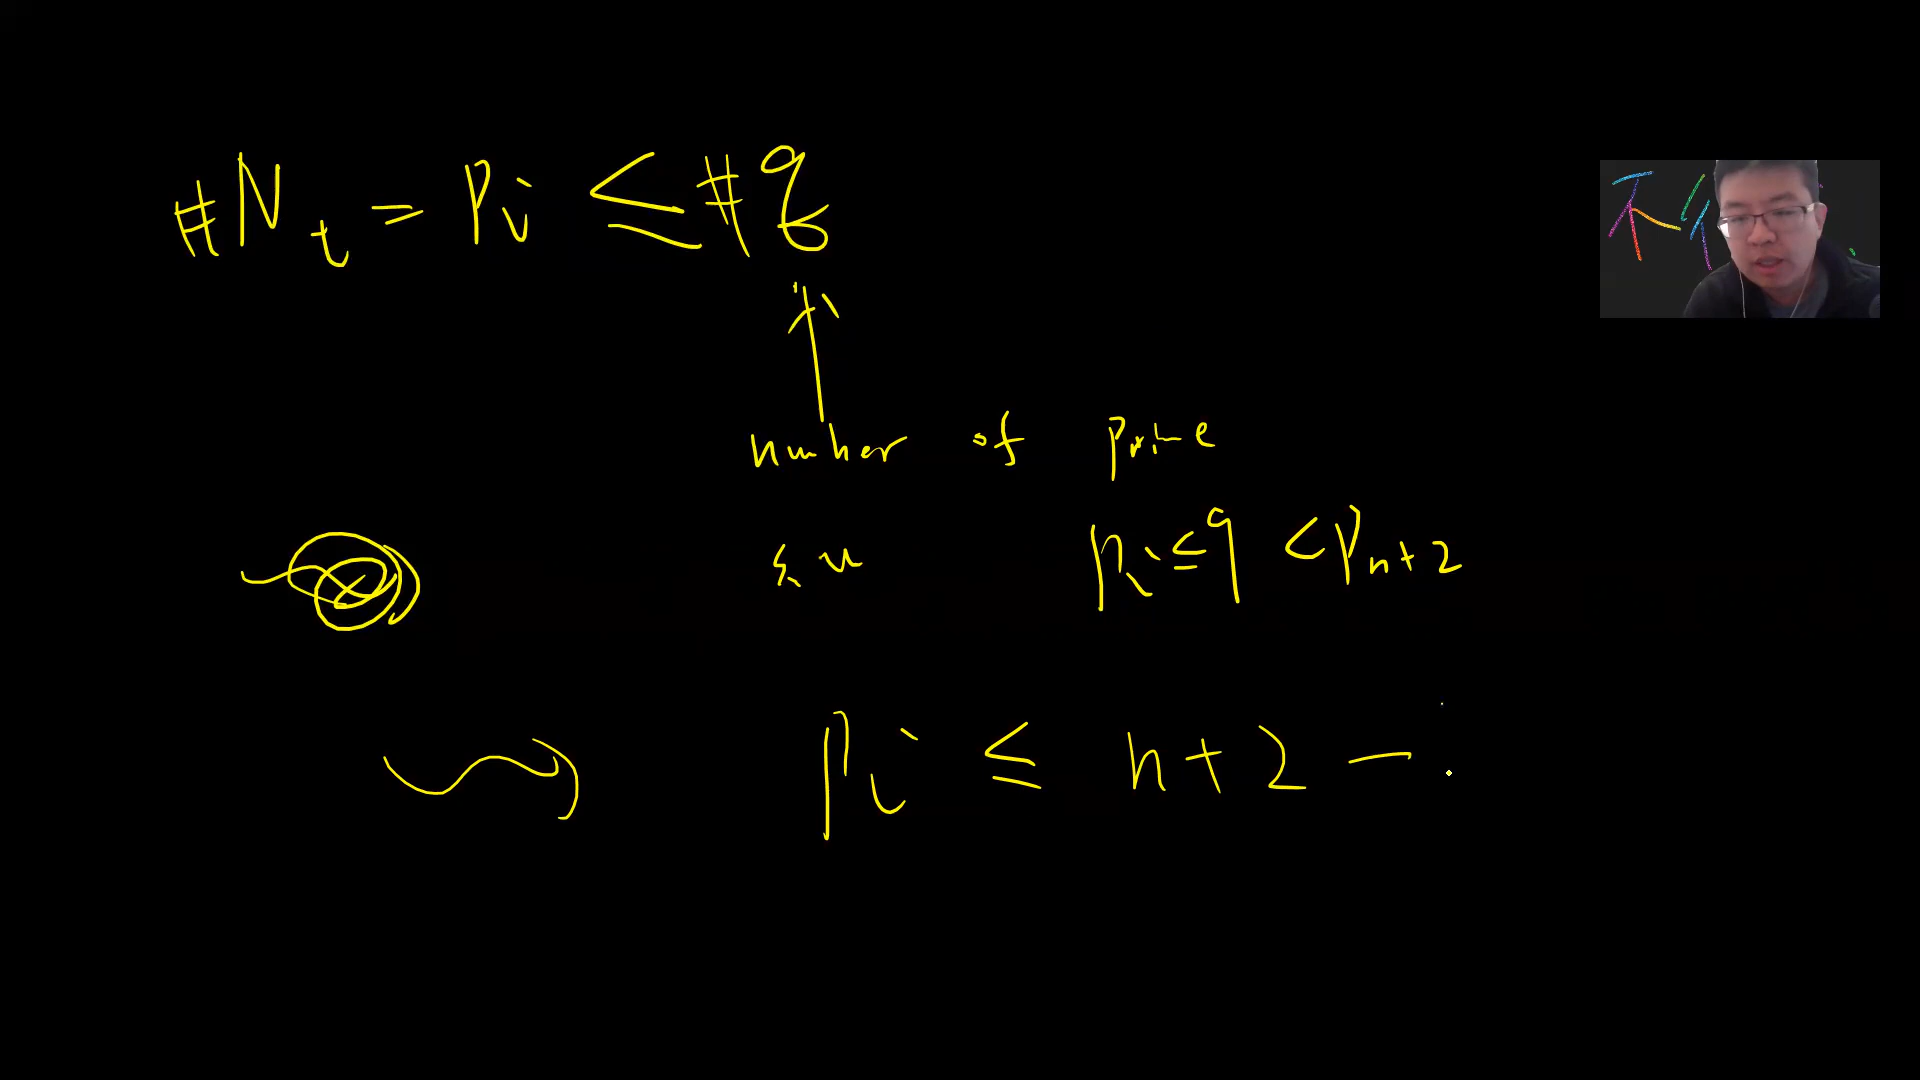 #N_t = P_i ≤ #q
number of prime
≤ n P_i ≤ q < P_{n+2}
P_i ≤ n+2 -